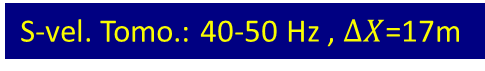 S-vel. Tomo.: 40-50 Hz , Δ𝑋=17m